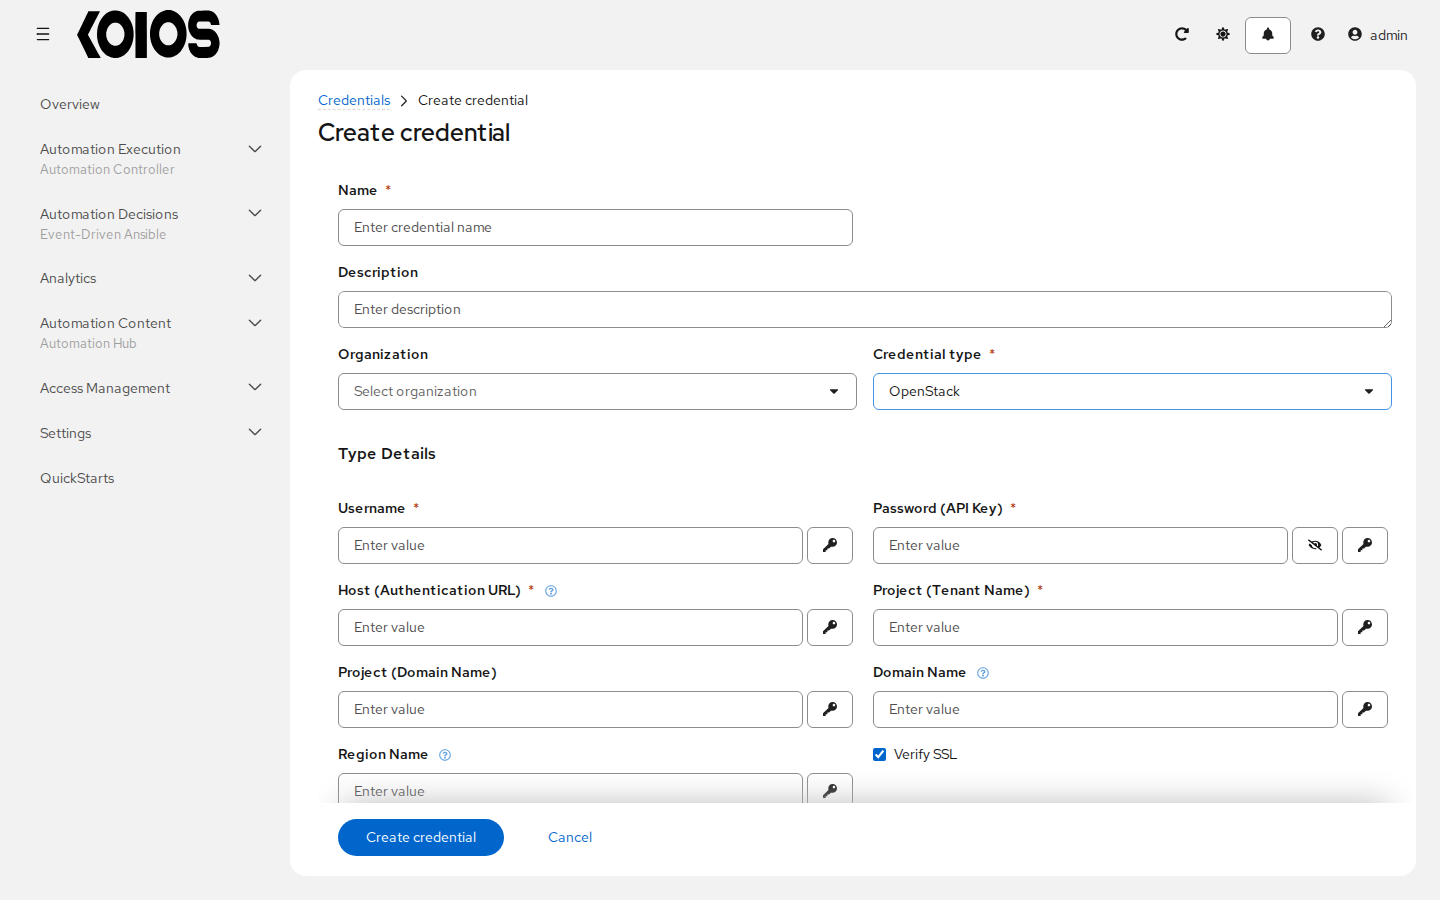 KOIOS
admin
Overview
Automation Execution
Automation Controller
Automation Decisions
Event-Driven Ansible
Analytics
Automation Content
Automation Hub
Access Management
Settings
QuickStarts
Credentials
Create credential
Create credential
Name *
Enter credential name
Description
Enter description
Organization
Credential type *
Select organization
OpenStack
Type Details
Username *
Password (API Key) *
Enter value
Enter value
Host (Authentication URL) *
Project (Tenant Name) *
Enter value
Enter value
Project (Domain Name)
Domain Name
Enter value
Enter value
Region Name
Verify SSL
Enter value
Create credential
Cancel